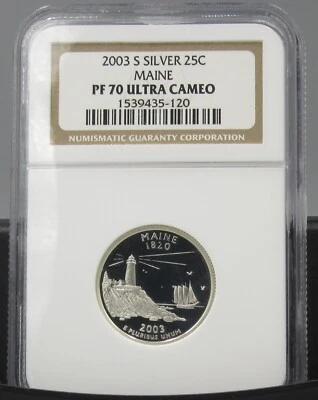 2003 S SILVER 25C
MAINE
PF 70 ULTRA CAMEO
1539435-120
NUMISMATIC GUARANTY CORPORATION
MAINE
1820
2003
E PLURIBUS UNUM